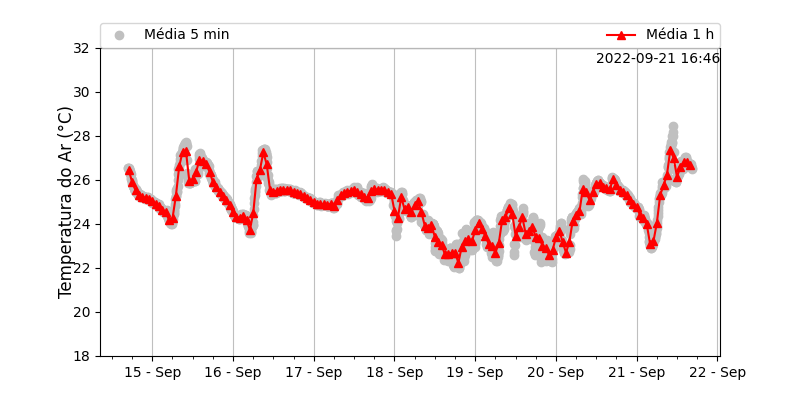 Média 5 min
Média 1 h
2022-09-21 16:46
Temperatura do Ar (°C)
32
30
28
26
24
22
20
18
15 - Sep
16 - Sep
17 - Sep
18 - Sep
19 - Sep
20 - Sep
21 - Sep
22 - Sep